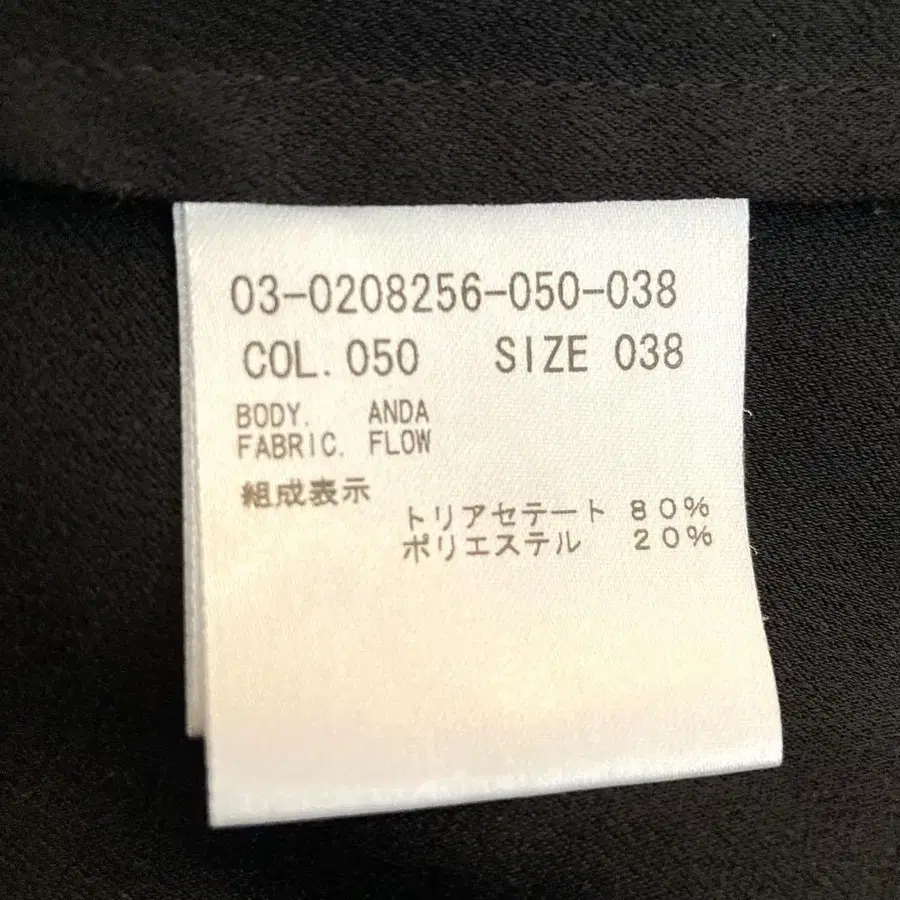 03-0208256-050-038
COL. 050 SIZE 038
BODY. ANDA
FABRIC. FLOW
組成表示
トリアセテート 80%
ポリエステル 20%